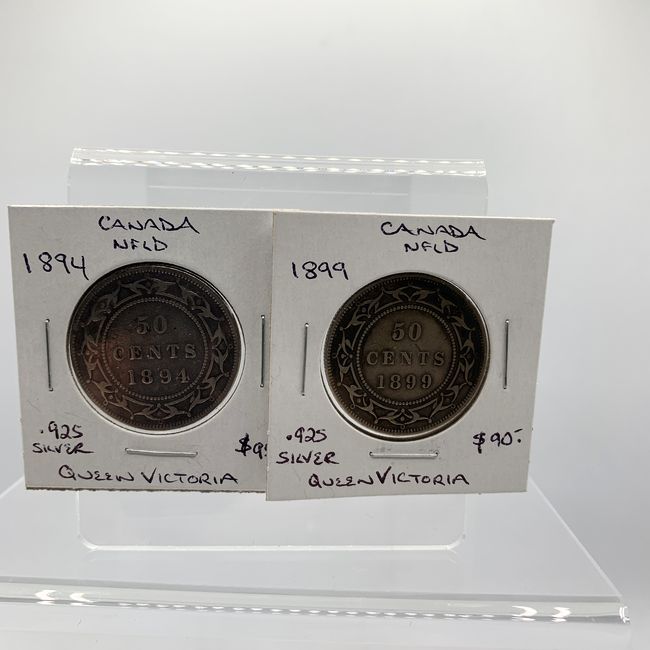 CANADA
NFLD
1894
50
CENTS
1894
.925
SILVER
QUEEN VICTORIA
CANADA
NFLD
1899
50
CENTS
1899
.925
SILVER
$90.-
QUEEN VICTORIA